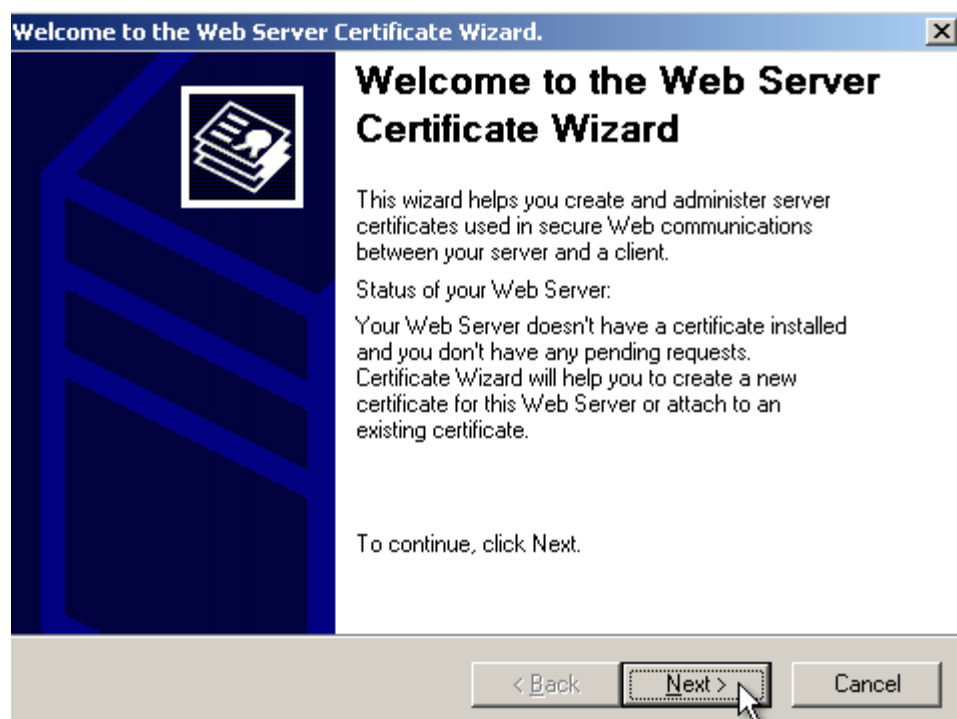 Welcome to the Web Server Certificate Wizard.
Welcome to the Web Server
Certificate Wizard
This wizard helps you create and administer server
certificates used in secure Web communications
between your server and a client.
Status of your Web Server:
Your Web Server doesn't have a certificate installed
and you don't have any pending requests.
Certificate Wizard will help you to create a new
certificate for this Web Server or attach to an
existing certificate.
To continue, click Next.
< Back Next > Cancel